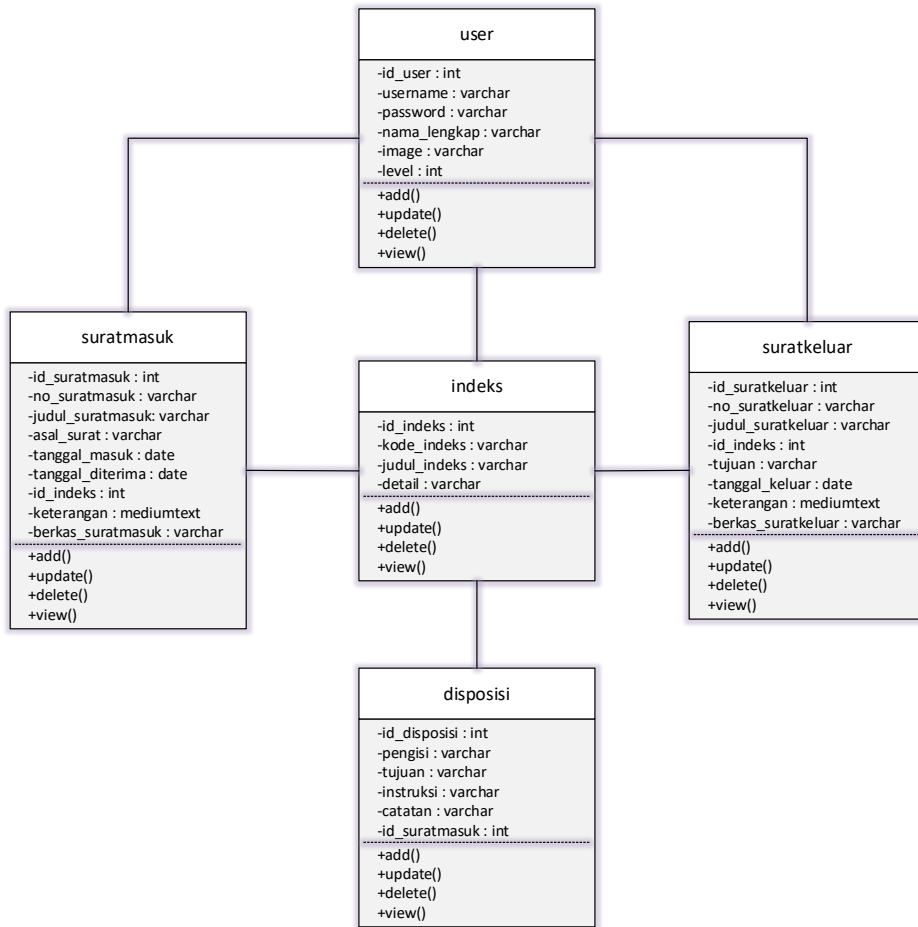 user
-id_user : int
-username : varchar
-password : varchar
-nama_lengkap : varchar
-image : varchar
-level : int
+add()
+update()
+delete()
+view()
suratmasuk
-id_suratmasuk : int
-no_suratmasuk : varchar
-judul_suratmasuk: varchar
-asal_surat : varchar
-tanggal_masuk : date
-tanggal_diterima : date
-id_indeks : int
-keterangan : mediumtext
-berkas_suratmasuk : varchar
+add()
+update()
+delete()
+view()
indeks
-id_indeks : int
-kode_indeks : varchar
-judul_indeks : varchar
-detail : varchar
+add()
+update()
+delete()
+view()
suratkeluar
-id_suratkeluar : int
-no_suratkeluar : varchar
-judul_suratkeluar : varchar
-id_indeks : int
-tujuan : varchar
-tanggal_keluar : date
-keterangan : mediumtext
-berkas_suratkeluar : varchar
+add()
+update()
+delete()
+view()
disposisi
-id_disposisi : int
-pengisi : varchar
-tujuan : varchar
-instruksi : varchar
-catatan : varchar
-id_suratmasuk : int
+add()
+update()
+delete()
+view()